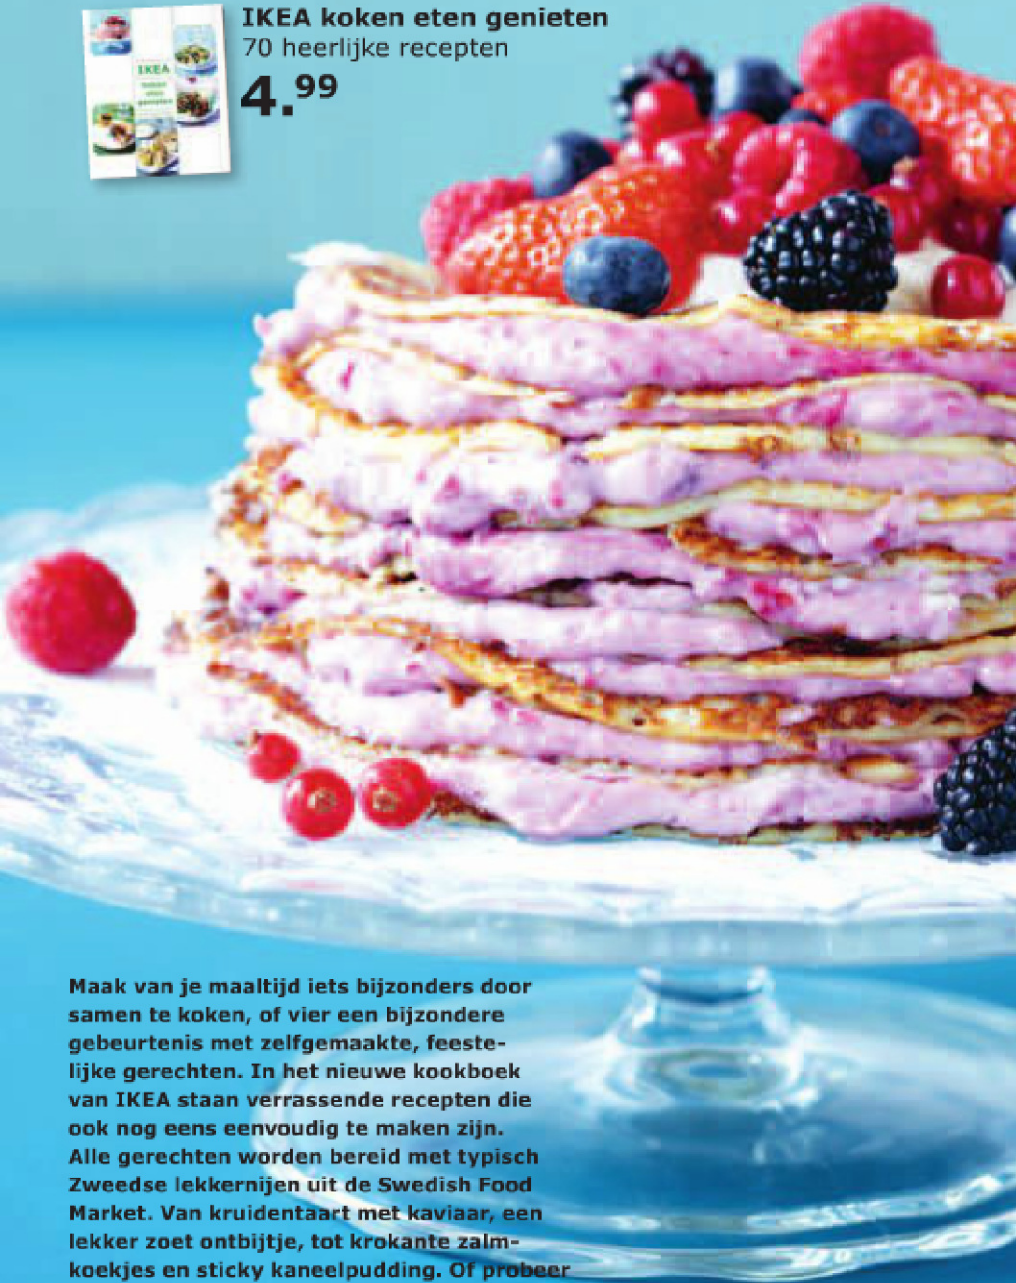 IKEA koken eten genieten
70 heerlijke recepten
4.99
IKEA
koken
eten
genieten
Maak van je maaltijd iets bijzonders door
samen te koken, of vier een bijzondere
gebeurtenis met zelfgemaakte, feeste-
lijke gerechten. In het nieuwe kookboek
van IKEA staan verrassende recepten die
ook nog eens eenvoudig te maken zijn.
Alle gerechten worden bereid met typisch
Zweedse lekkernijen uit de Swedish Food
Market. Van kruidentaart met kaviaar, een
lekker zoet ontbijtje, tot krokante zalm-
koekjes en sticky kaneelpudding. Of probeer